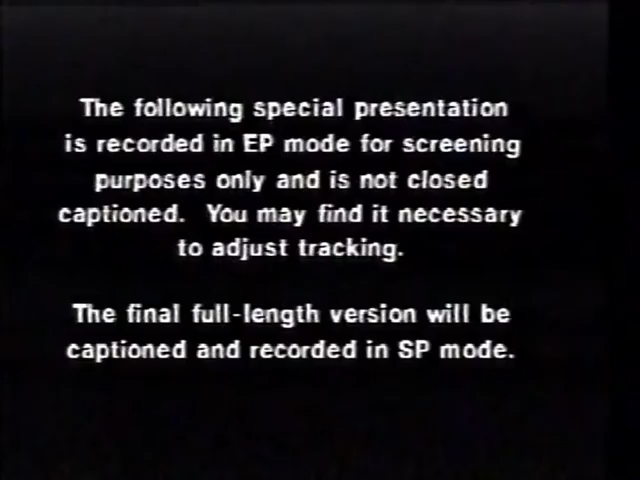 The following special presentation
is recorded in EP mode for screening
purposes only and is not closed
captioned. You may find it necessary
to adjust tracking.
The final full-length version will be
captioned and recorded in SP mode.